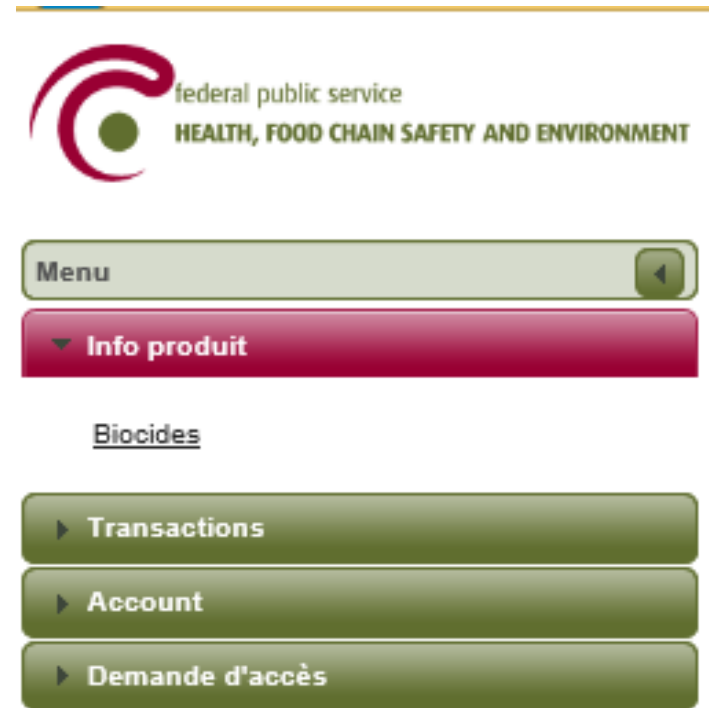 federal public service
HEALTH, FOOD CHAIN SAFETY AND ENVIRONMENT
Menu
Info produit
Biocides
Transactions
Account
Demande d'accès